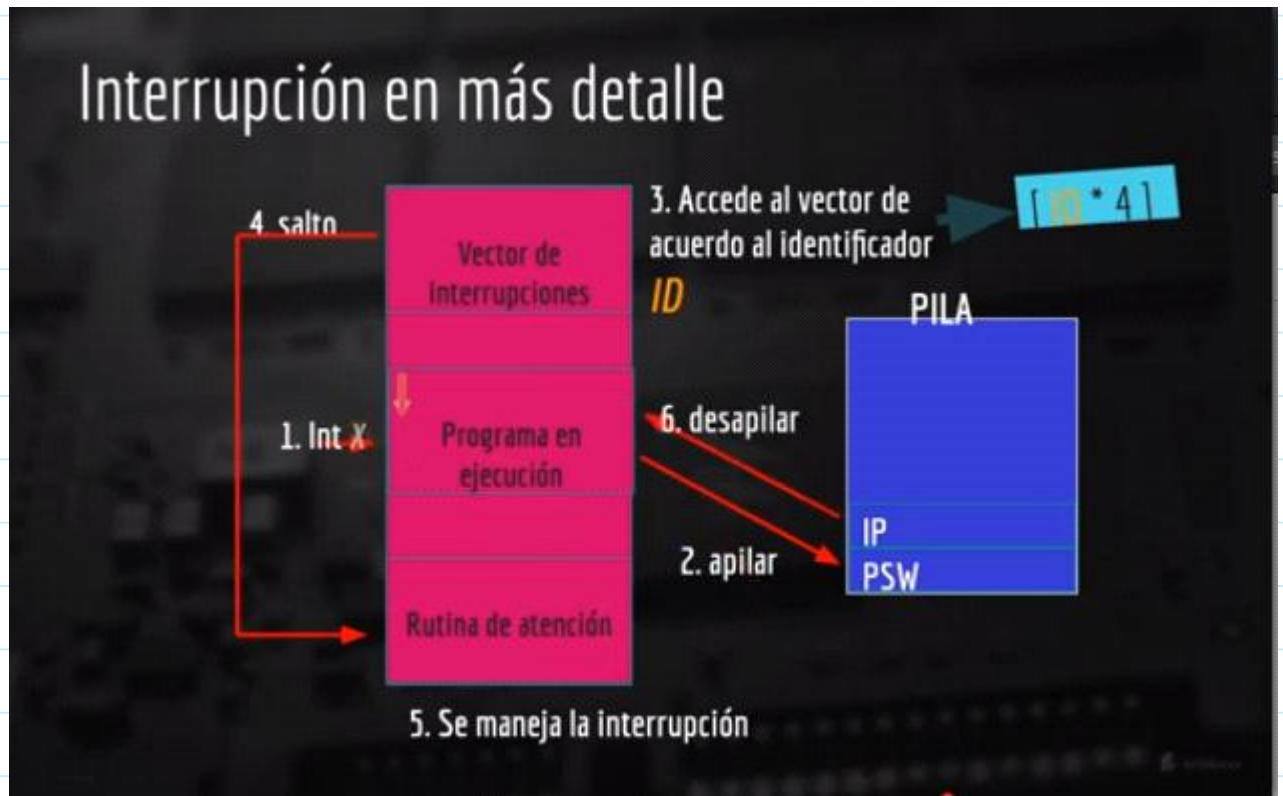 Interrupción en más detalle
4. salto
Vector de
interrupciones
3. Accede al vector de
acuerdo al identificador
ID
[ ID * 4 ]
PILA
1. Int X
Programa en
ejecución
6. desapilar
2. apilar
IP
PSW
Rutina de atención
5. Se maneja la interrupción